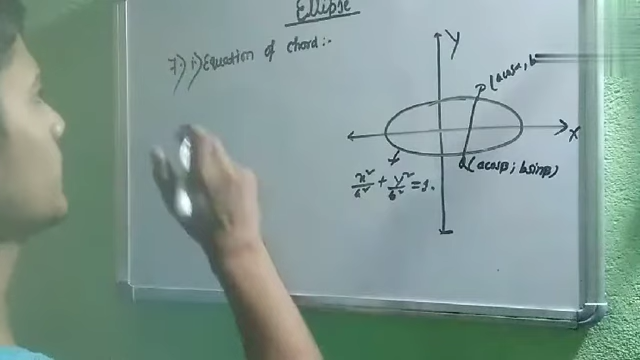 Ellipse
7.) i) Equation of chord :-
Y
P (acosα, b
X
Q (acosβ, bsinβ)
x²/a² + y²/b² = 1.